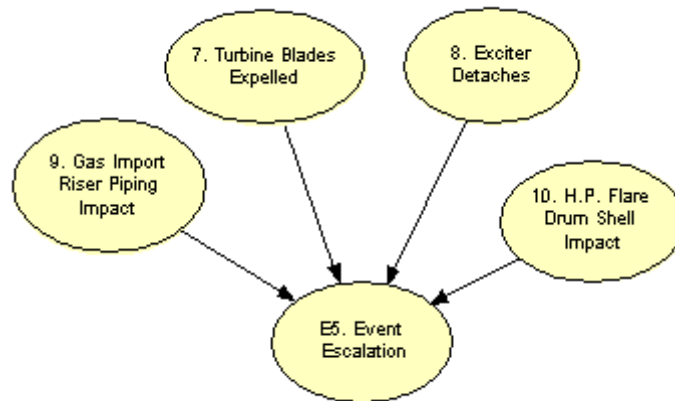 7. Turbine Blades
Expelled
8. Exciter
Detaches
9. Gas Import
Riser Piping
Impact
10. H.P. Flare
Drum Shell
Impact
E5. Event
Escalation